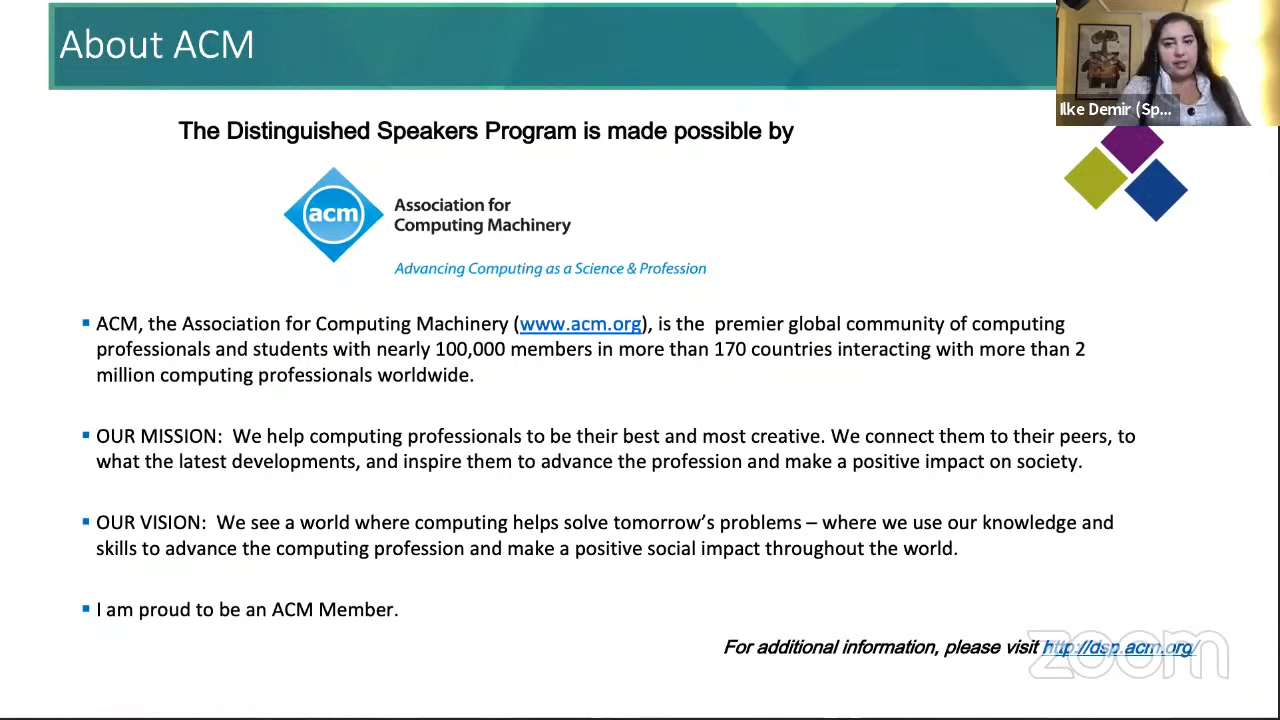 About ACM
Ilke Demir (Sp...
The Distinguished Speakers Program is made possible by
acm
Association for
Computing Machinery
Advancing Computing as a Science & Profession
▪ ACM, the Association for Computing Machinery (www.acm.org), is the premier global community of computing
professionals and students with nearly 100,000 members in more than 170 countries interacting with more than 2
million computing professionals worldwide.
▪ OUR MISSION: We help computing professionals to be their best and most creative. We connect them to their peers, to
what the latest developments, and inspire them to advance the profession and make a positive impact on society.
▪ OUR VISION: We see a world where computing helps solve tomorrow’s problems – where we use our knowledge and
skills to advance the computing profession and make a positive social impact throughout the world.
▪ I am proud to be an ACM Member.
For additional information, please visit http://dsp.acm.org/
zoom